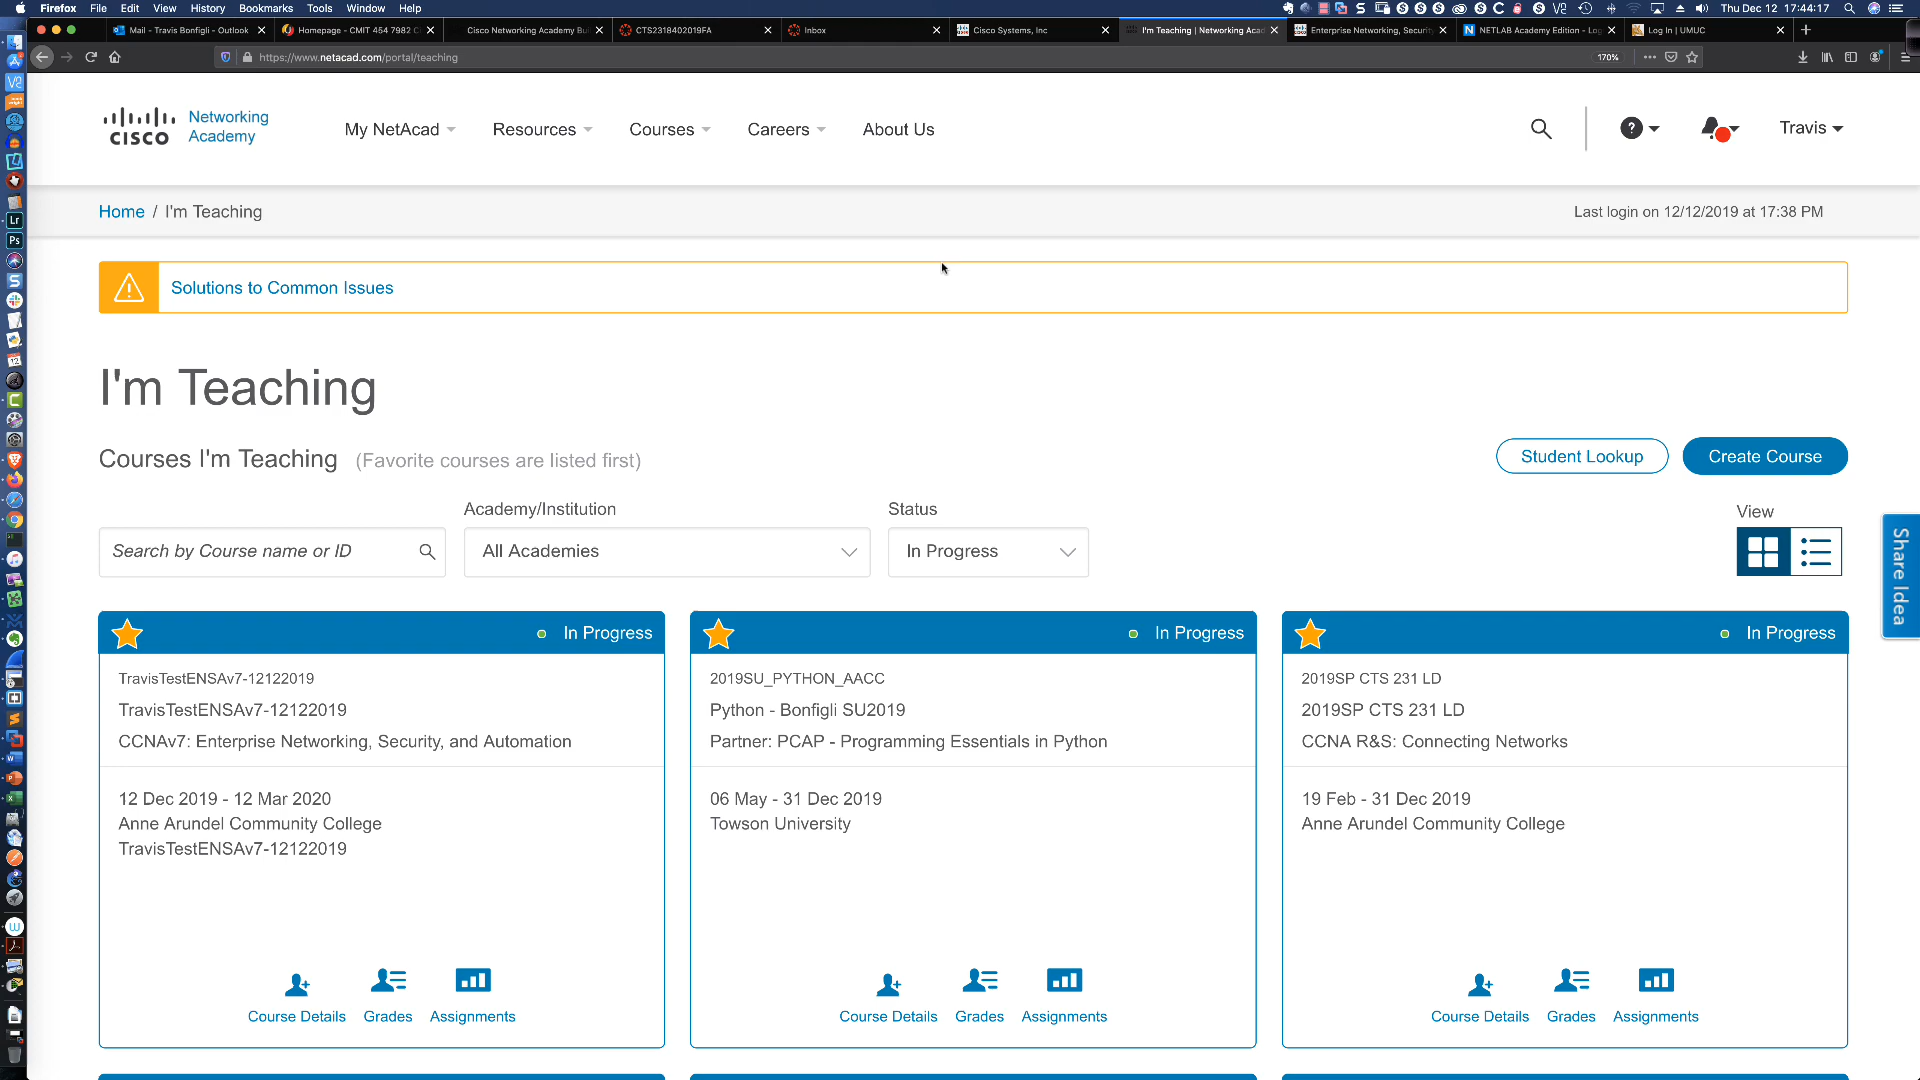 Firefox File Edit View History Bookmarks Tools Window Help Thu Dec 12 17:44:17
Mail - Travis Bonfigli - Outlook Homepage - CMIT 454 7982 C Cisco Networking Academy Bu CTS2318402019FA Inbox Cisco Systems, Inc I'm Teaching | Networking Acad Enterprise Networking, Security NETLAB Academy Edition - Log Log In | UMUC
https://www.netacad.com/portal/teaching 170%
CISCO Networking Academy
My NetAcad Resources Courses Careers About Us Travis
Home / I'm Teaching Last login on 12/12/2019 at 17:38 PM
Solutions to Common Issues
I'm Teaching
Courses I'm Teaching (Favorite courses are listed first) Student Lookup Create Course
Academy/Institution Status View
Search by Course name or ID All Academies In Progress
Share Idea
In Progress In Progress In Progress
TravisTestENSAv7-12122019 2019SU_PYTHON_AACC 2019SP CTS 231 LD
TravisTestENSAv7-12122019 Python - Bonfigli SU2019 2019SP CTS 231 LD
CCNAv7: Enterprise Networking, Security, and Automation Partner: PCAP - Programming Essentials in Python CCNA R&S: Connecting Networks
12 Dec 2019 - 12 Mar 2020 06 May - 31 Dec 2019 19 Feb - 31 Dec 2019
Anne Arundel Community College Towson University Anne Arundel Community College
TravisTestENSAv7-12122019
Course Details Grades Assignments Course Details Grades Assignments Course Details Grades Assignments